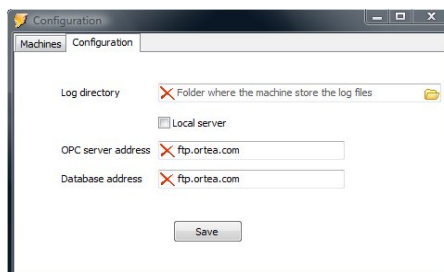 Configuration
Machines Configuration
Log directory Folder where the machine store the log files
Local server
OPC server address ftp.ortea.com
Database address ftp.ortea.com
Save